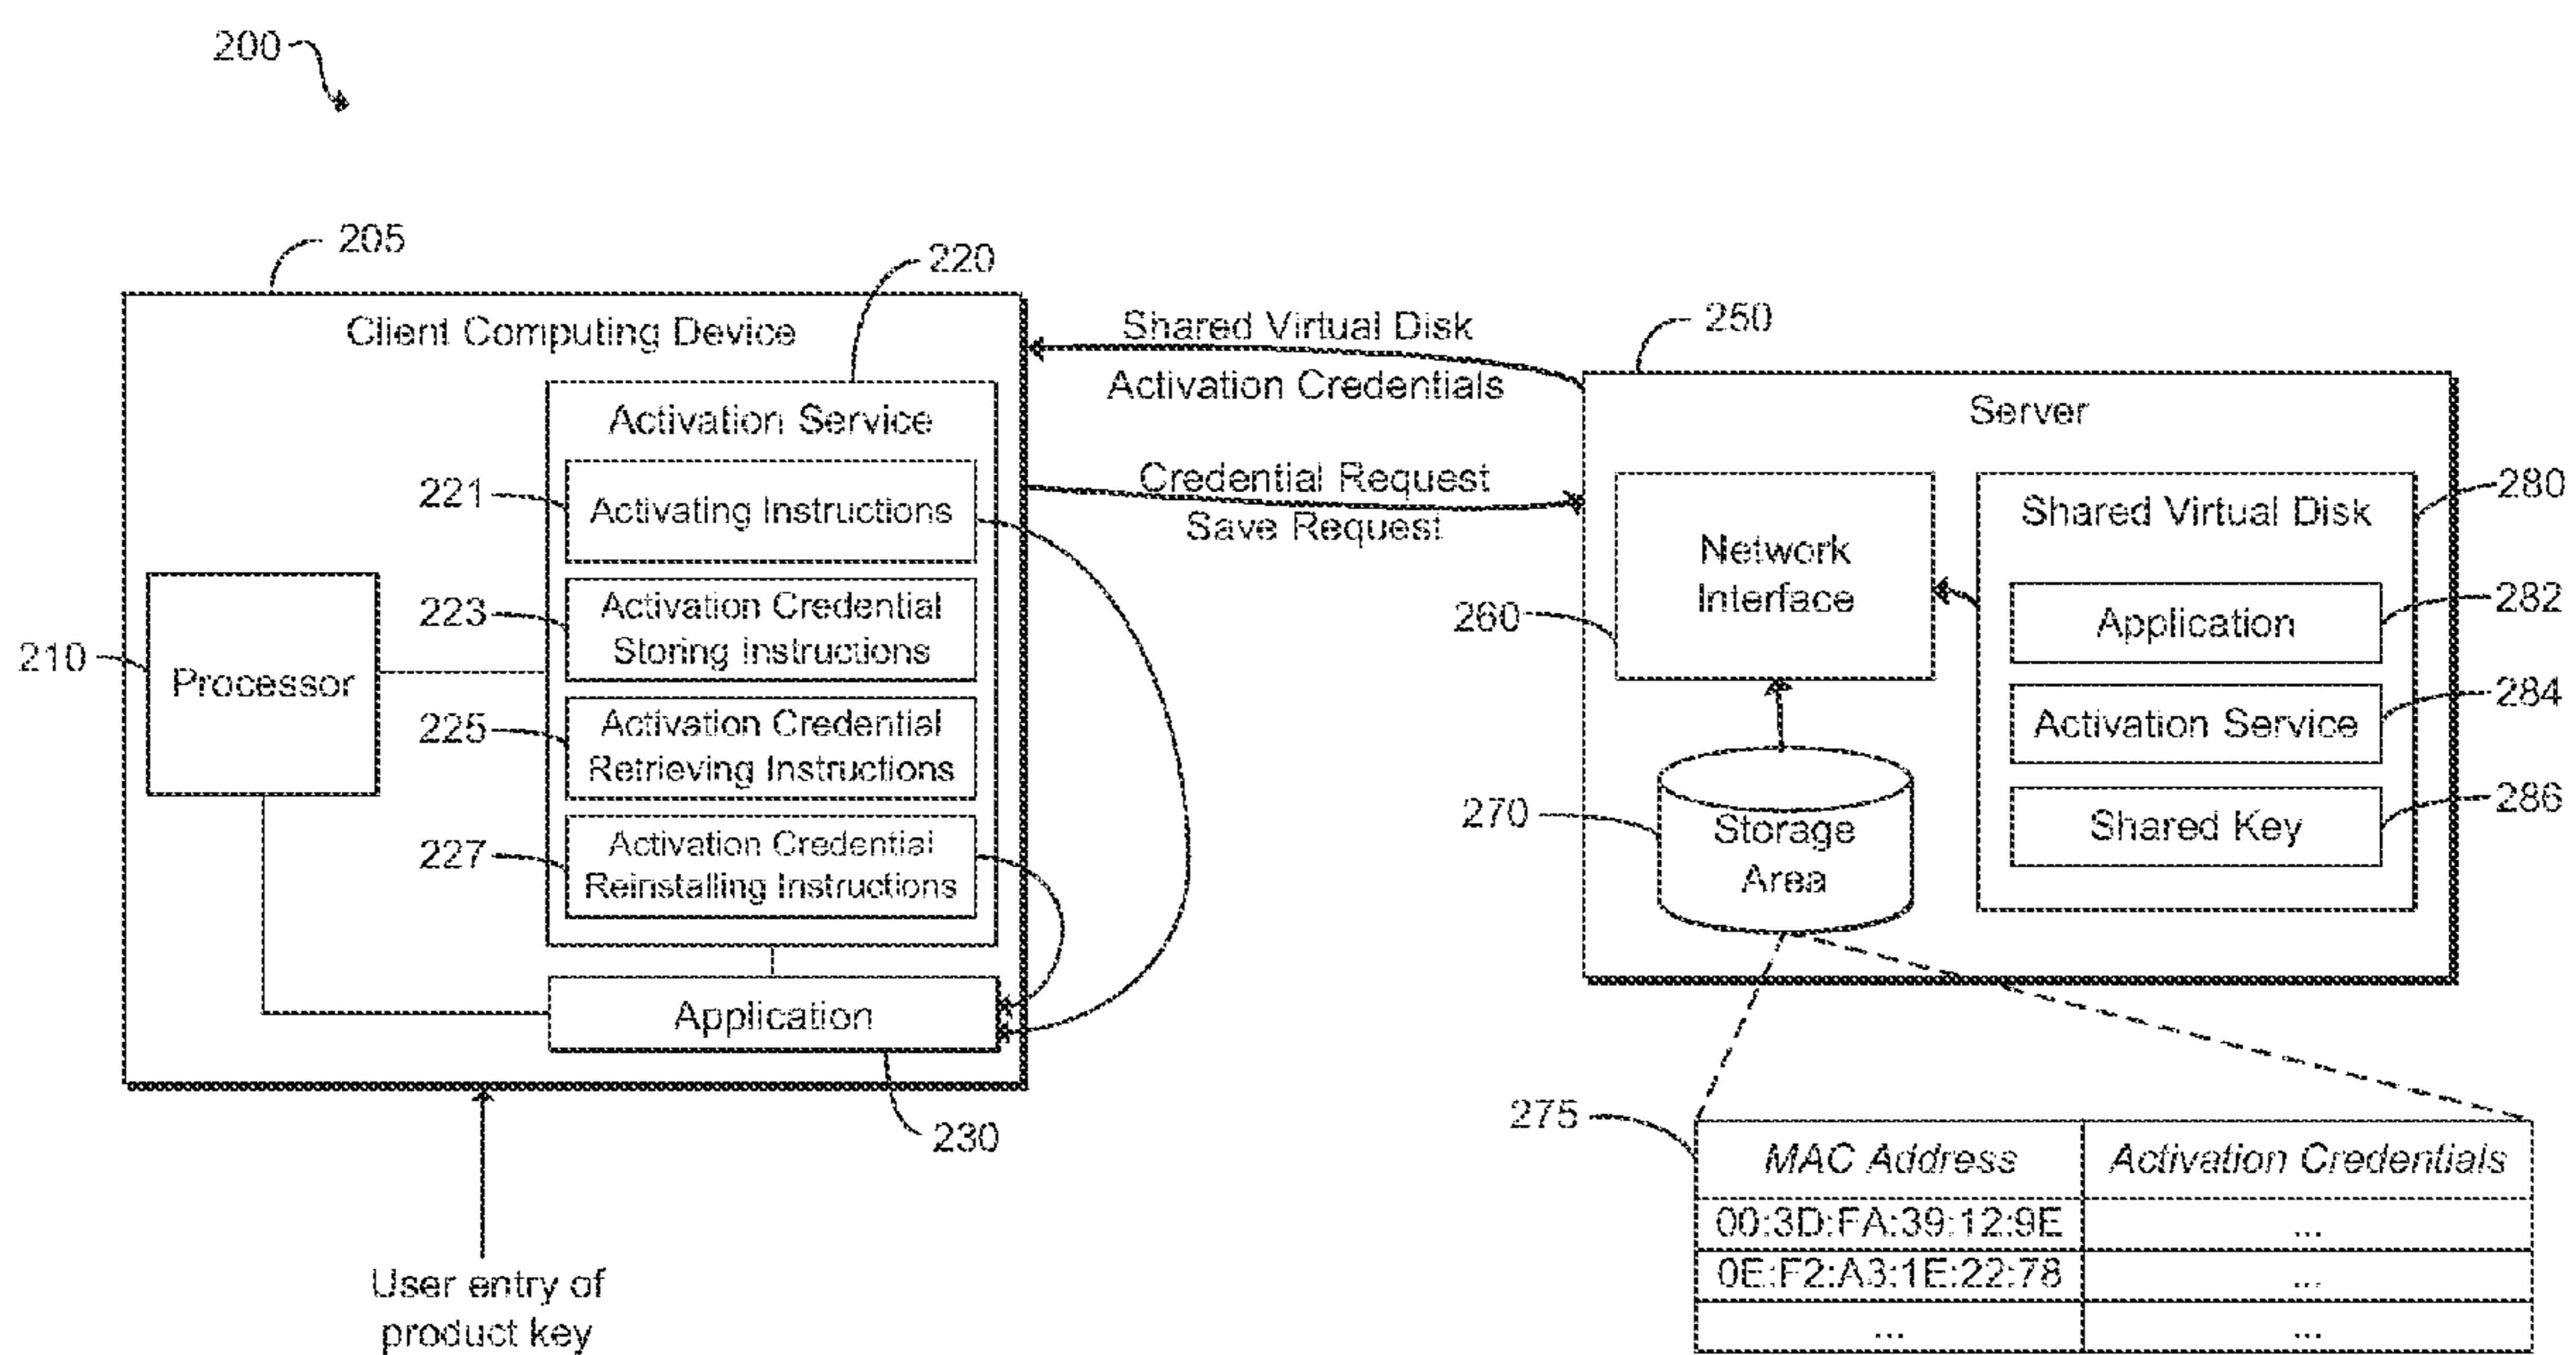 200
205
220
Client Computing Device
Activation Service
221
Activating Instructions
223
Activation Credential
Storing Instructions
210
Processor
225
Activation Credential
Retrieving Instructions
227
Activation Credential
Reinstalling Instructions
Application
230
User entry of
product key
Shared Virtual Disk
Activation Credentials
Credential Request
Save Request
250
Server
260
Network
Interface
270
Storage
Area
280
Shared Virtual Disk
282
Application
284
Activation Service
286
Shared Key
275
MAC Address Activation Credentials
00:3D:FA:39:12:9E ...
0E:F2:A3:1E:22:78 ...
... ...